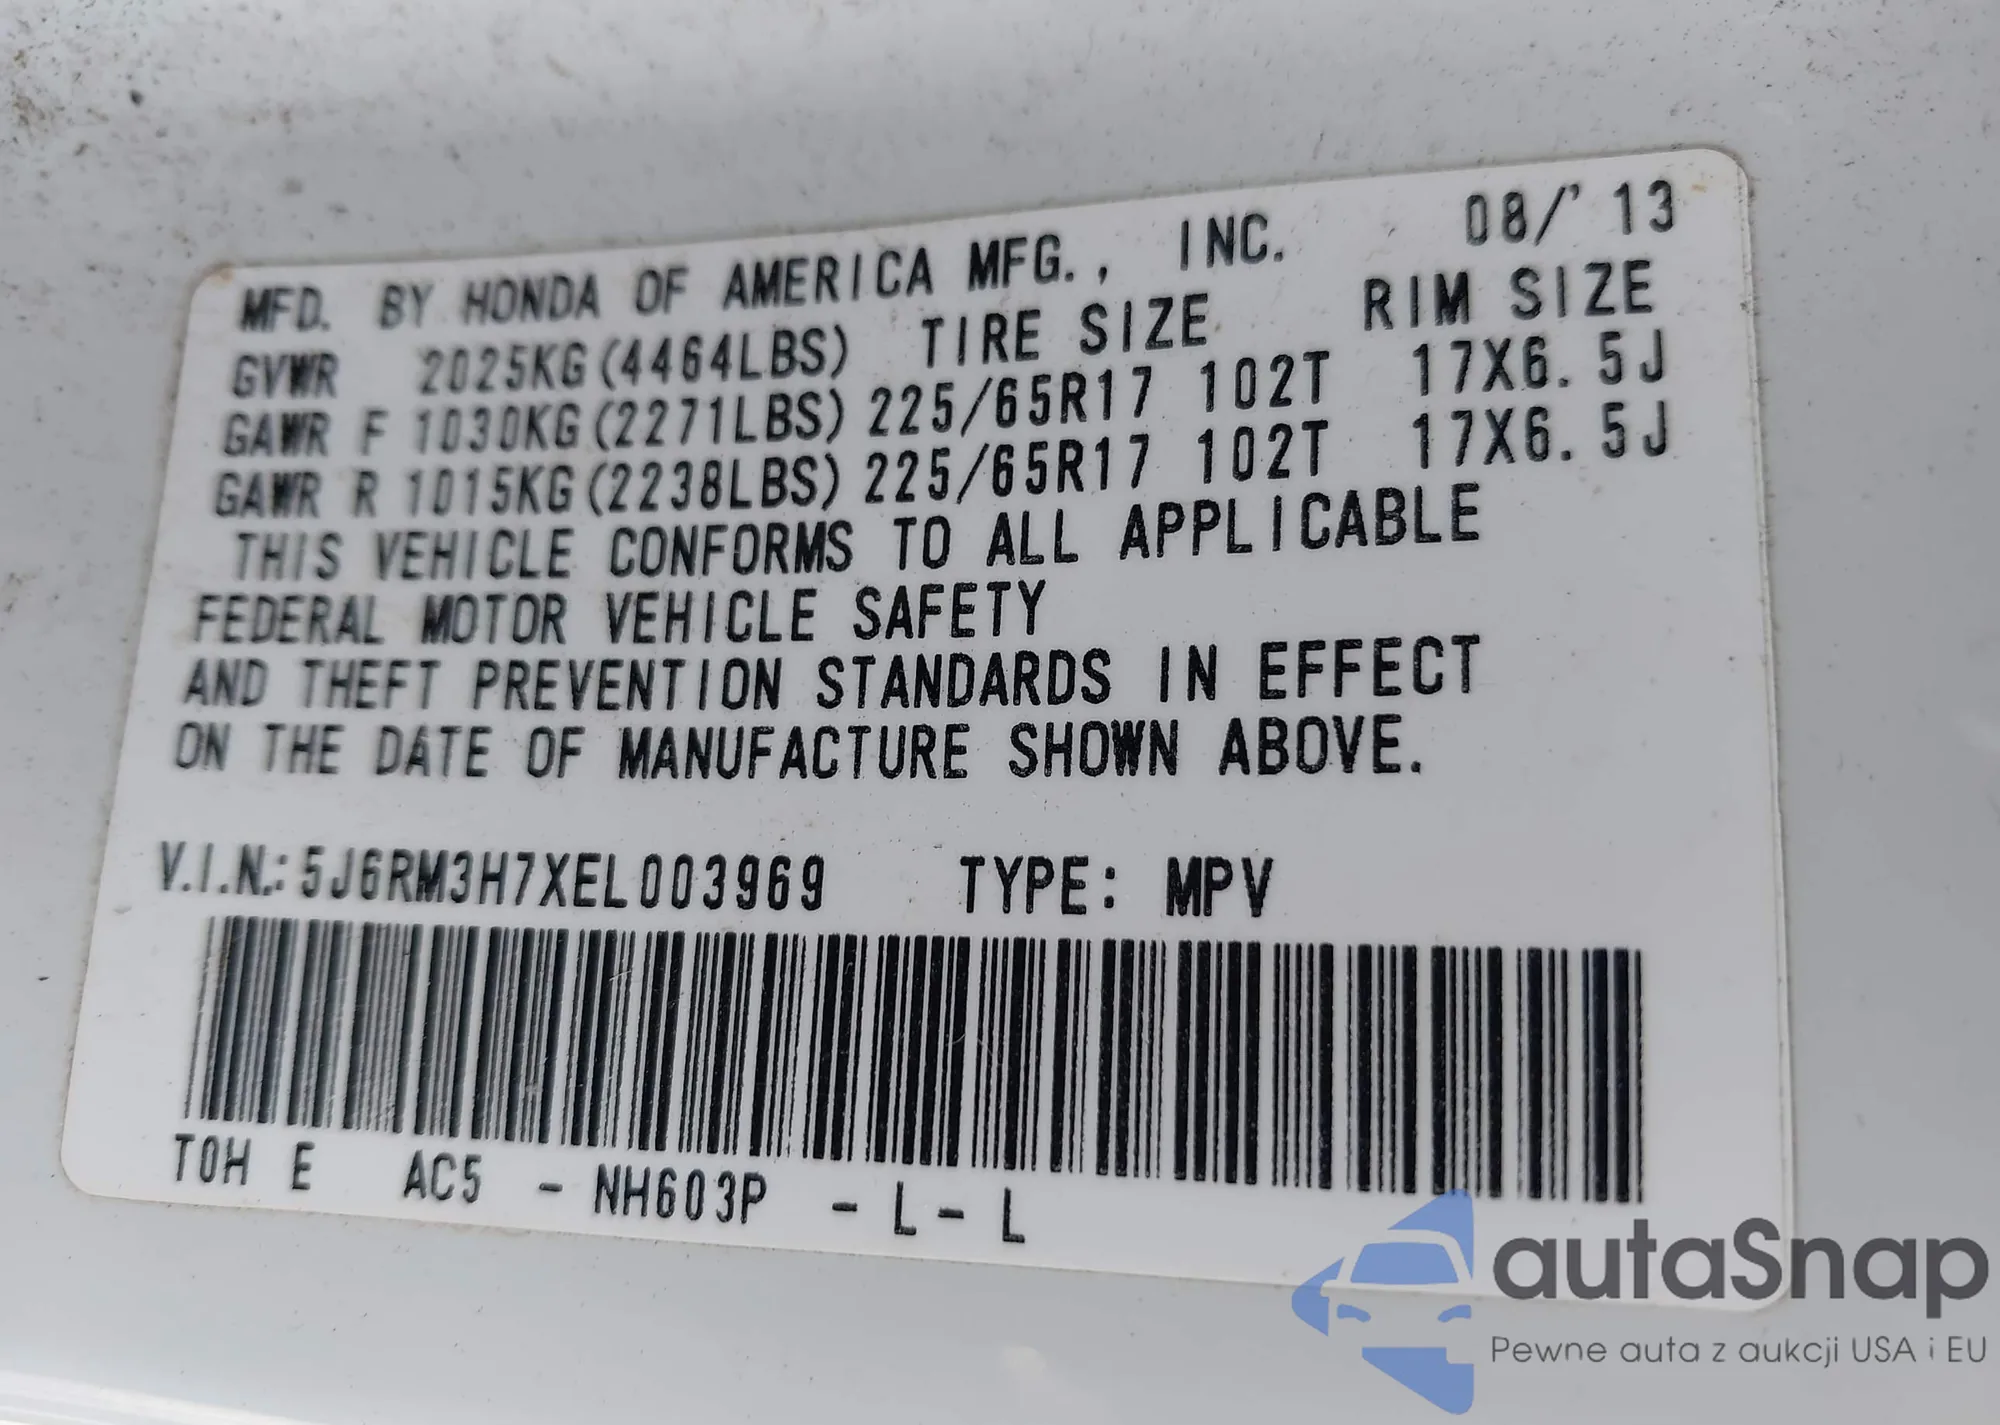 MFD. BY HONDA OF AMERICA MFG., INC. 08/'13
GVWR 2025KG(4464LBS) TIRE SIZE RIM SIZE
GAWR F 1030KG(2271LBS) 225/65R17 102T 17X6.5J
GAWR R 1015KG(2238LBS) 225/65R17 102T 17X6.5J
THIS VEHICLE CONFORMS TO ALL APPLICABLE
FEDERAL MOTOR VEHICLE SAFETY
AND THEFT PREVENTION STANDARDS IN EFFECT
ON THE DATE OF MANUFACTURE SHOWN ABOVE.
V.I.N.: 5J6RM3H7XEL003969 TYPE: MPV
T0H E AC5 - NH603P - L - L
autaSnap
Pewne auta z aukcji USA i EU